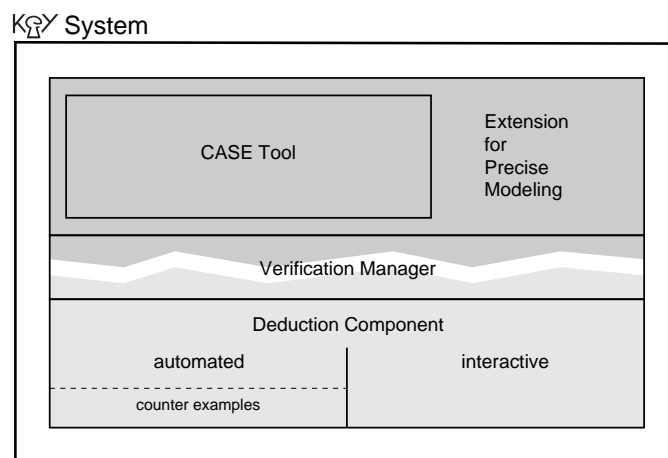 KeY System
CASE Tool
Extension
for
Precise
Modeling
Verification Manager
Deduction Component
automated
interactive
counter examples